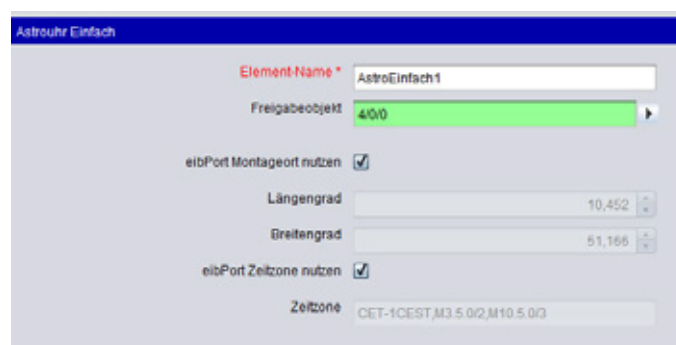 Astrouhr Einfach
Element-Name *
AstroEinfach1
Freigabeobjekt
4/0/0
eibPort Montageort nutzen
Längengrad
10,452
Breitengrad
51,166
eibPort Zeitzone nutzen
Zeitzone
CET-1CEST,M3.5.0/2,M10.5.0/3